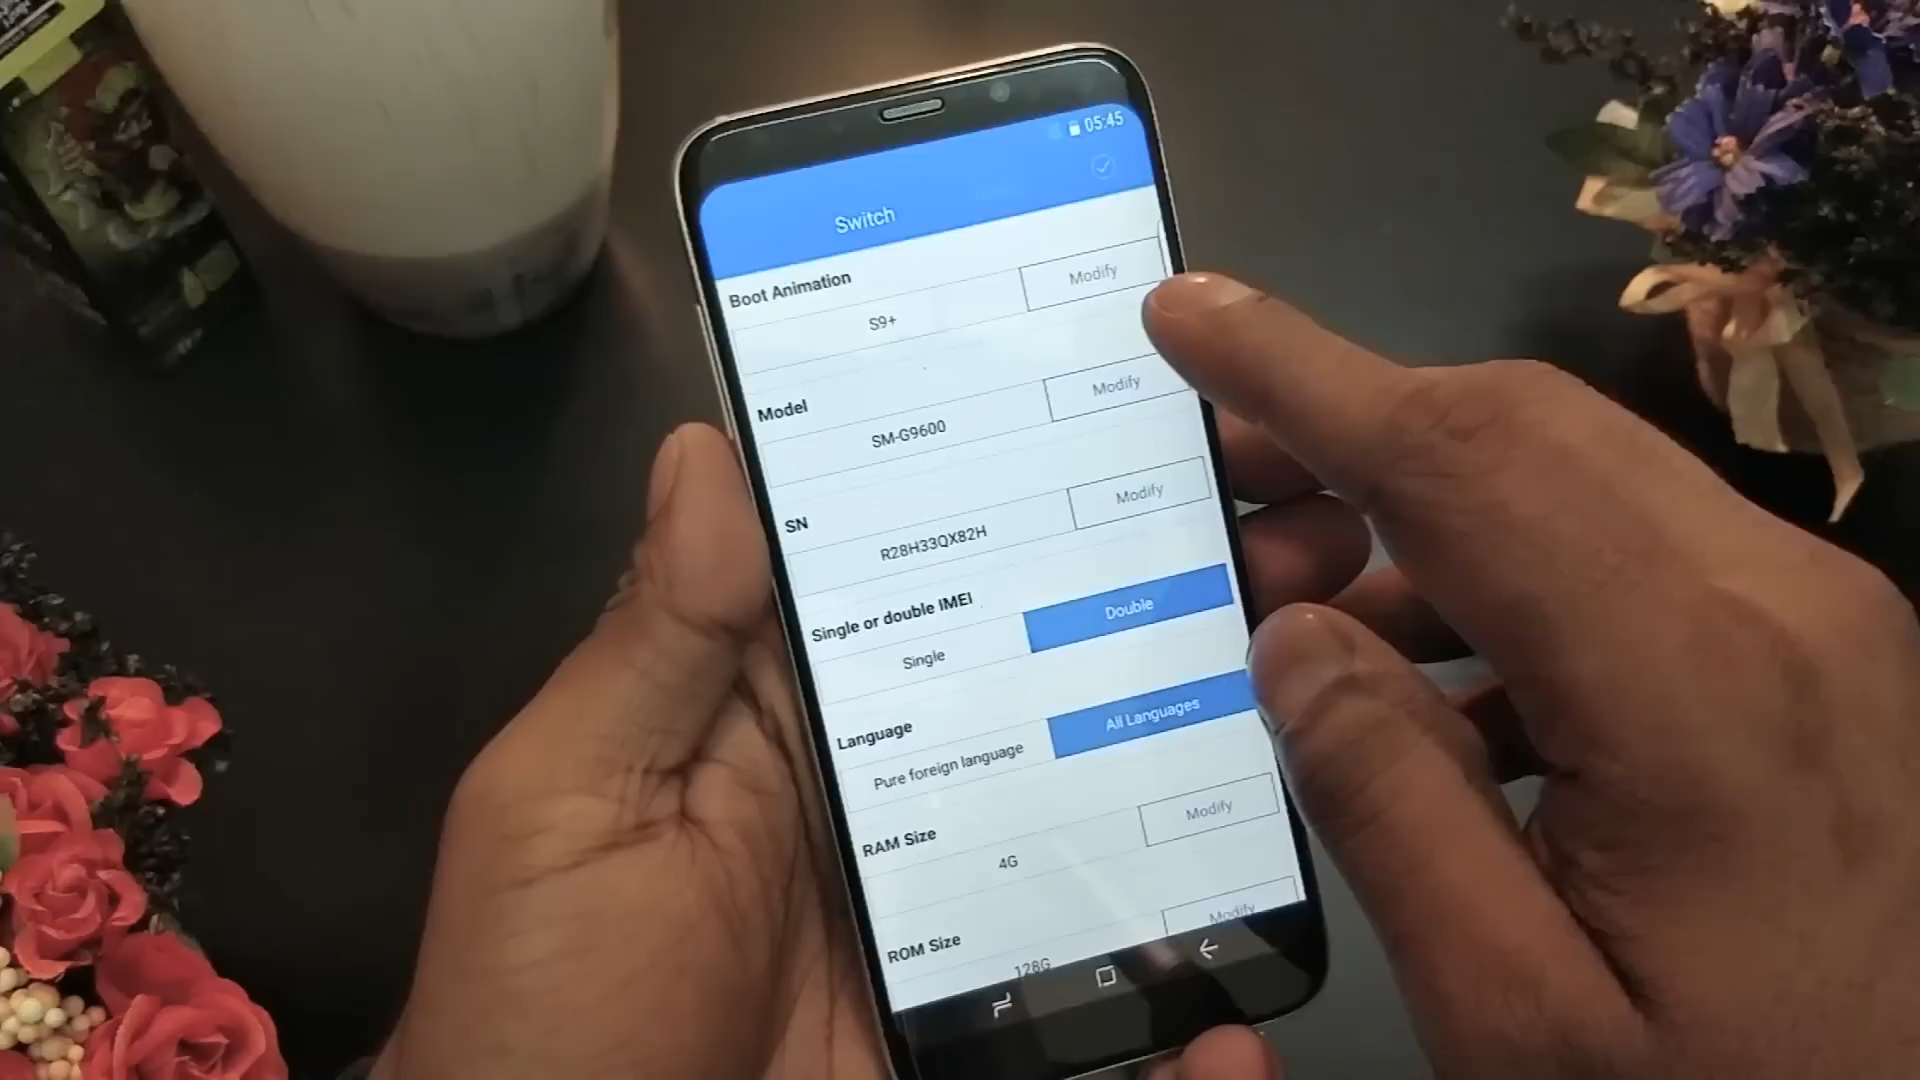 05:45
Switch
Boot Animation
S9+
Modify
Model
SM-G9600
Modify
SN
R28H33QX82H
Modify
Single or double IMEI
Single
Double
Language
Pure foreign language
All Languages
RAM Size
4G
Modify
ROM Size
128G
Modify